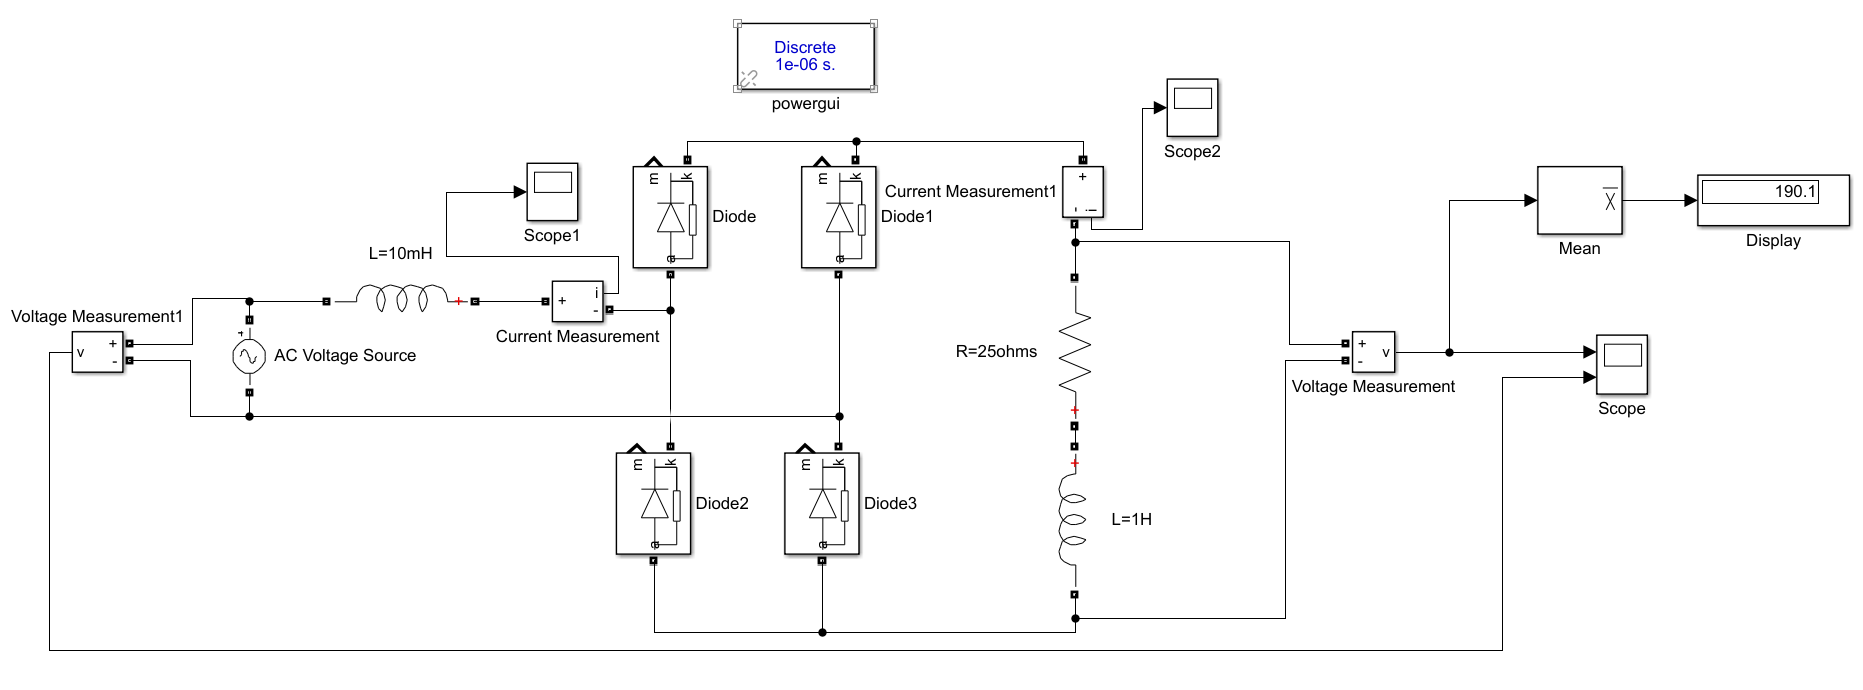 Discrete
1e-06 s.
powergui
Scope2
Scope1
m
k
Diode
a
m
k
Diode1
a
Current Measurement1
+
-
i
Mean
190.1
Display
L=10mH
+
+
i
-
Current Measurement
Voltage Measurement1
+
v
-
+
AC Voltage Source
R=25ohms
+
+
L=1H
+
v
-
Voltage Measurement
Scope
m
k
Diode2
a
m
k
Diode3
a